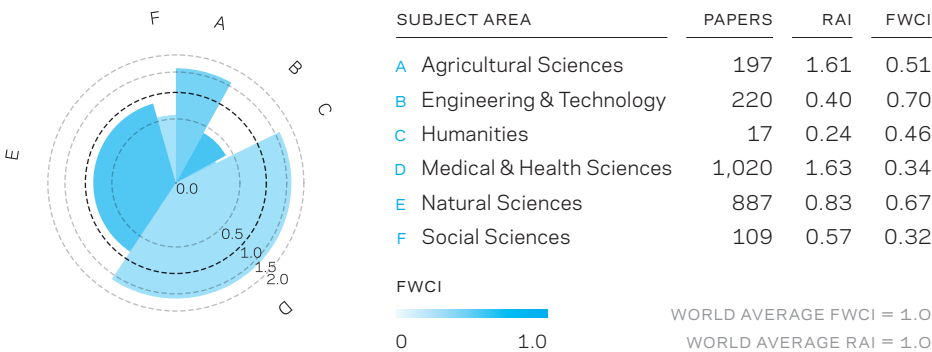 F A
B
C
E
0.0
0.5
1.0
1.5
2.0
D
SUBJECT AREA PAPERS RAI FWCI
A Agricultural Sciences 197 1.61 0.51
B Engineering & Technology 220 0.40 0.70
C Humanities 17 0.24 0.46
D Medical & Health Sciences 1,020 1.63 0.34
E Natural Sciences 887 0.83 0.67
F Social Sciences 109 0.57 0.32
FWCI
0 1.0
WORLD AVERAGE FWCI = 1.0
WORLD AVERAGE RAI = 1.0